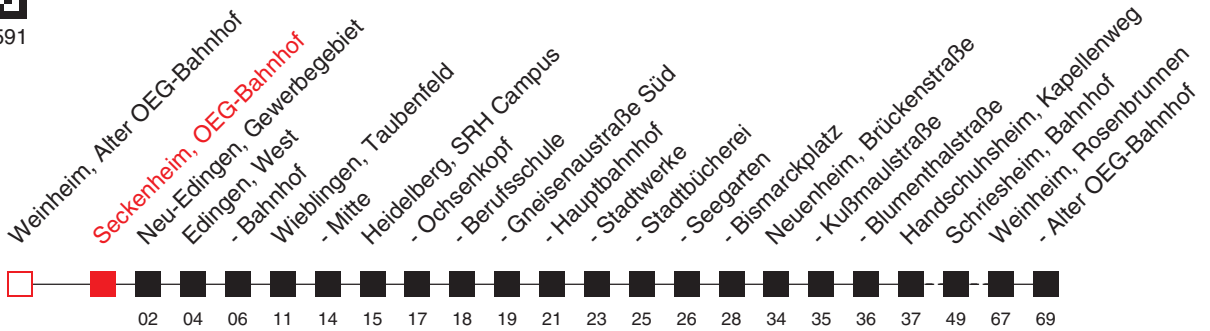 591
Weinheim, Alter OEG-Bahnhof
Seckenheim, OEG-Bahnhof
Neu-Edingen, Gewerbegebiet
Edingen, West
- Bahnhof
Wieblingen, Taubenfeld
- Mitte
Heidelberg, SRH Campus
- Ochsenkopf
- Berufsschule
- Gneisenaustraße Süd
- Hauptbahnhof
- Stadtwerke
- Stadtbücherei
- Seegarten
- Bismarckplatz
Neuenheim, Brückenstraße
- Kußmaulstraße
- Blumenthalstraße
Handschuhsheim, Kapellenweg
Schriesheim, Bahnhof
Weinheim, Rosenbrunnen
- Alter OEG-Bahnhof
02 04 06 11 14 15 17 18 19 21 23 25 26 28 34 35 36 37 49 67 69